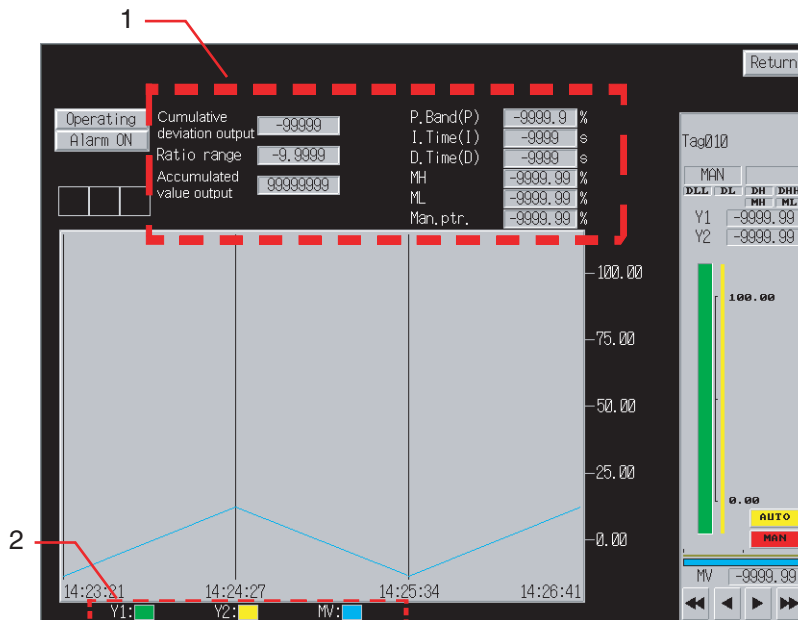 1
Return
Operating
Alarm ON
Cumulative
deviation output
-99999
Ratio range
-9.9999
Accumulated
value output
99999999
P.Band(P) -9999.9 %
I.Time(I) -9999 s
D.Time(D) -9999 s
MH -9999.99 %
ML -9999.99 %
Man.ptr. -9999.99 %
Tag010
MAN
DLL DL DH DHH
MH ML
Y1 -9999.99
Y2 -9999.99
100.00
0.00
AUTO
MAN
MV -9999.99
100.00
75.00
50.00
25.00
0.00
2
14:23:21 14:24:27 14:25:34 14:26:41
Y1: Y2: MV: